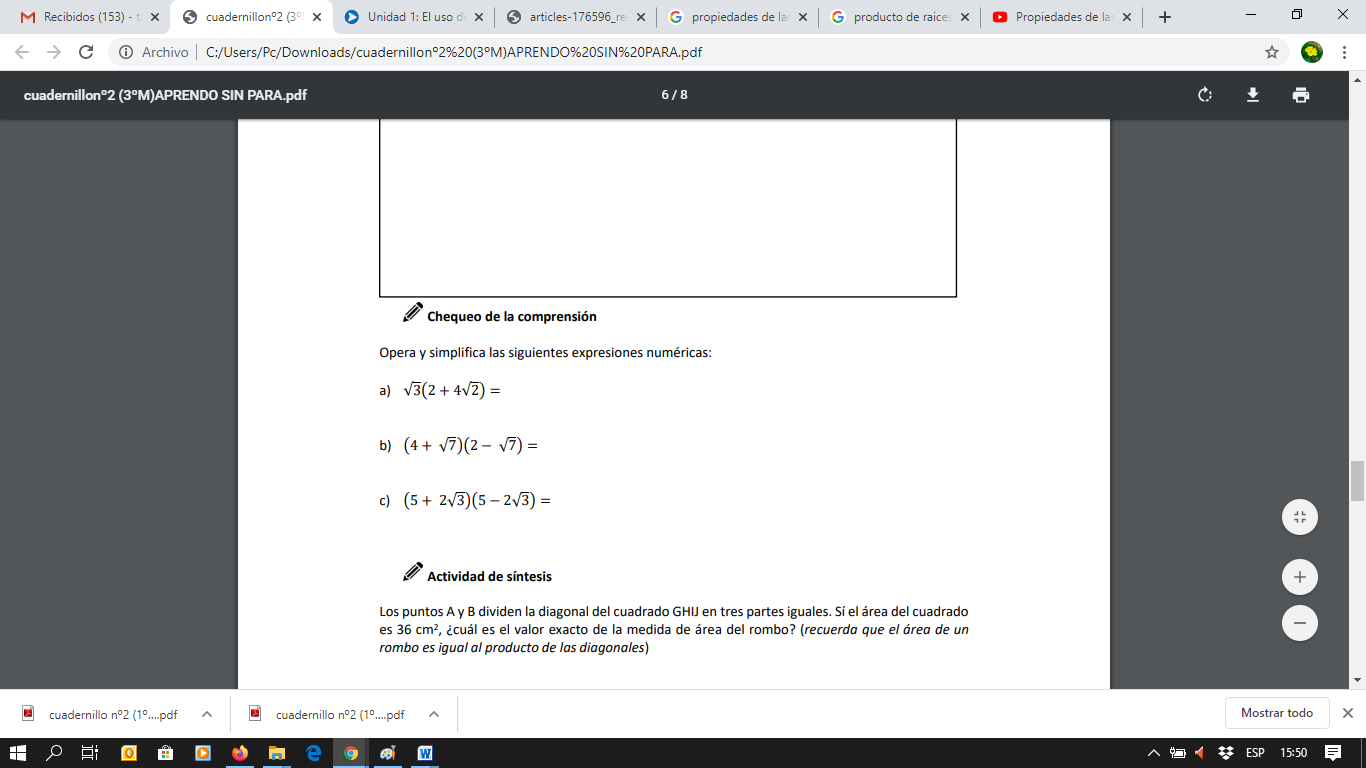 Recibidos (153) - t
cuadernillonº2 (3º
Unidad 1: El uso d
articles-176596_re
propiedades de la
producto de raices
Propiedades de la
Archivo
C:/Users/Pc/Downloads/cuadernillonº2%20(3ºM)APRENDO%20SIN%20PARA.pdf
cuadernillonº2 (3ºM)APRENDO SIN PARA.pdf
6 / 8
Chequeo de la comprensión
Opera y simplifica las siguientes expresiones numéricas:
a) √3(2 + 4√2) =
b) (4 + √7)(2 − √7) =
c) (5 + 2√3)(5 − 2√3) =
Actividad de síntesis
Los puntos A y B dividen la diagonal del cuadrado GHIJ en tres partes iguales. Sí el área del cuadrado
es 36 cm², ¿cuál es el valor exacto de la medida de área del rombo? (recuerda que el área de un
rombo es igual al producto de las diagonales)
cuadernillo nº2 (1º....pdf
cuadernillo nº2 (1º....pdf
Mostrar todo
ESP
15:50